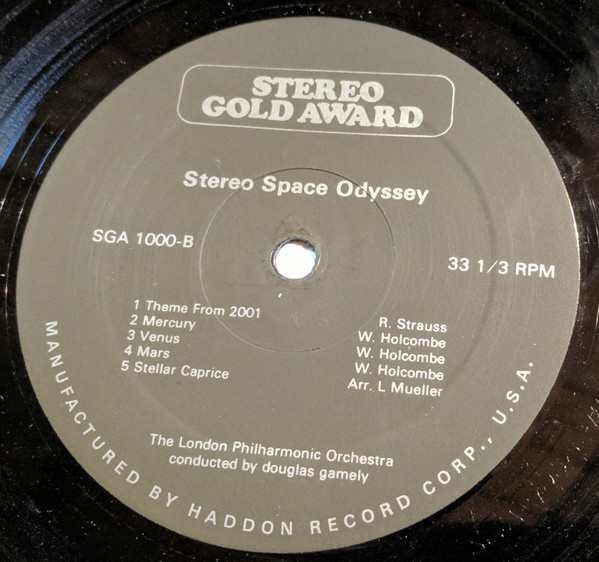 STEREO
GOLD AWARD
Stereo Space Odyssey
SGA 1000-B
33 1/3 RPM
1 Theme From 2001 R. Strauss
2 Mercury W. Holcombe
3 Venus W. Holcombe
4 Mars W. Holcombe
5 Stellar Caprice Arr. L Mueller
The London Philharmonic Orchestra
conducted by douglas gamely
MANUFACTURED BY HADDON RECORD CORP., U.S.A.